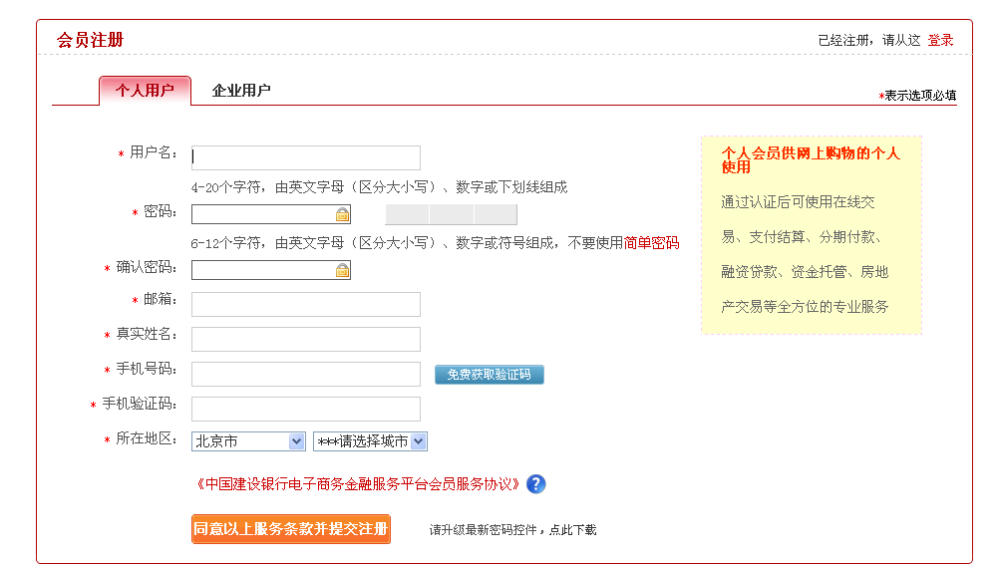 会员注册
已经注册，请从这 登录
个人用户 企业用户
*表示选项必填
* 用户名：
4-20个字符，由英文字母（区分大小写）、数字或下划线组成
* 密码：
6-12个字符，由英文字母（区分大小写）、数字或符号组成，不要使用简单密码
* 确认密码：
* 邮箱：
* 真实姓名：
* 手机号码： 免费获取验证码
* 手机验证码：
* 所在地区： 北京市 ***请选择城市
《中国建设银行电子商务金融服务平台会员服务协议》 ?
同意以上服务条款并提交注册 请升级最新密码控件，点此下载
个人会员供网上购物的个人
使用
通过认证后可使用在线交
易、支付结算、分期付款、
融资贷款、资金托管、房地
产交易等全方位的专业服务